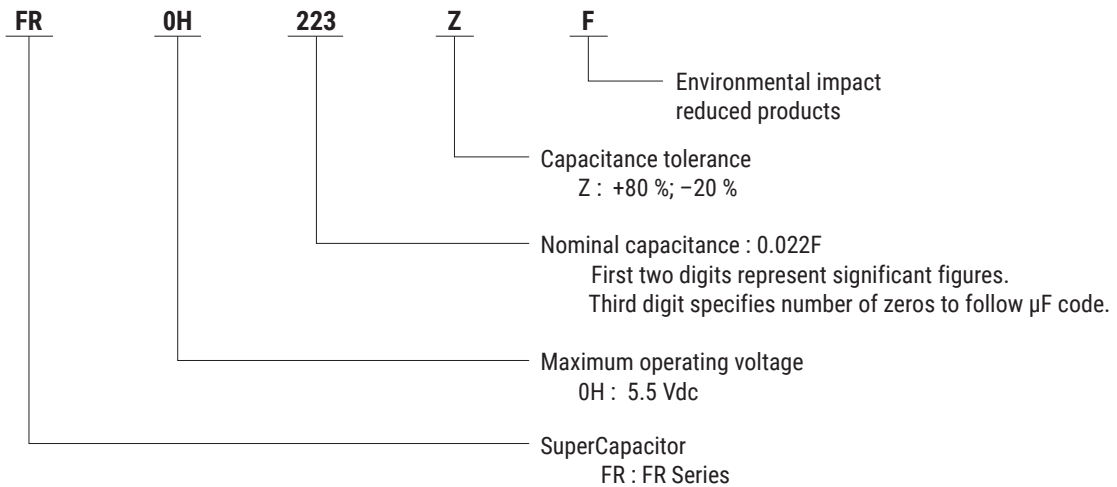 FR 0H 223 Z F
Environmental impact
reduced products
Capacitance tolerance
Z : +80 %; −20 %
Nominal capacitance : 0.022F
First two digits represent significant figures.
Third digit specifies number of zeros to follow µF code.
Maximum operating voltage
0H : 5.5 Vdc
SuperCapacitor
FR : FR Series